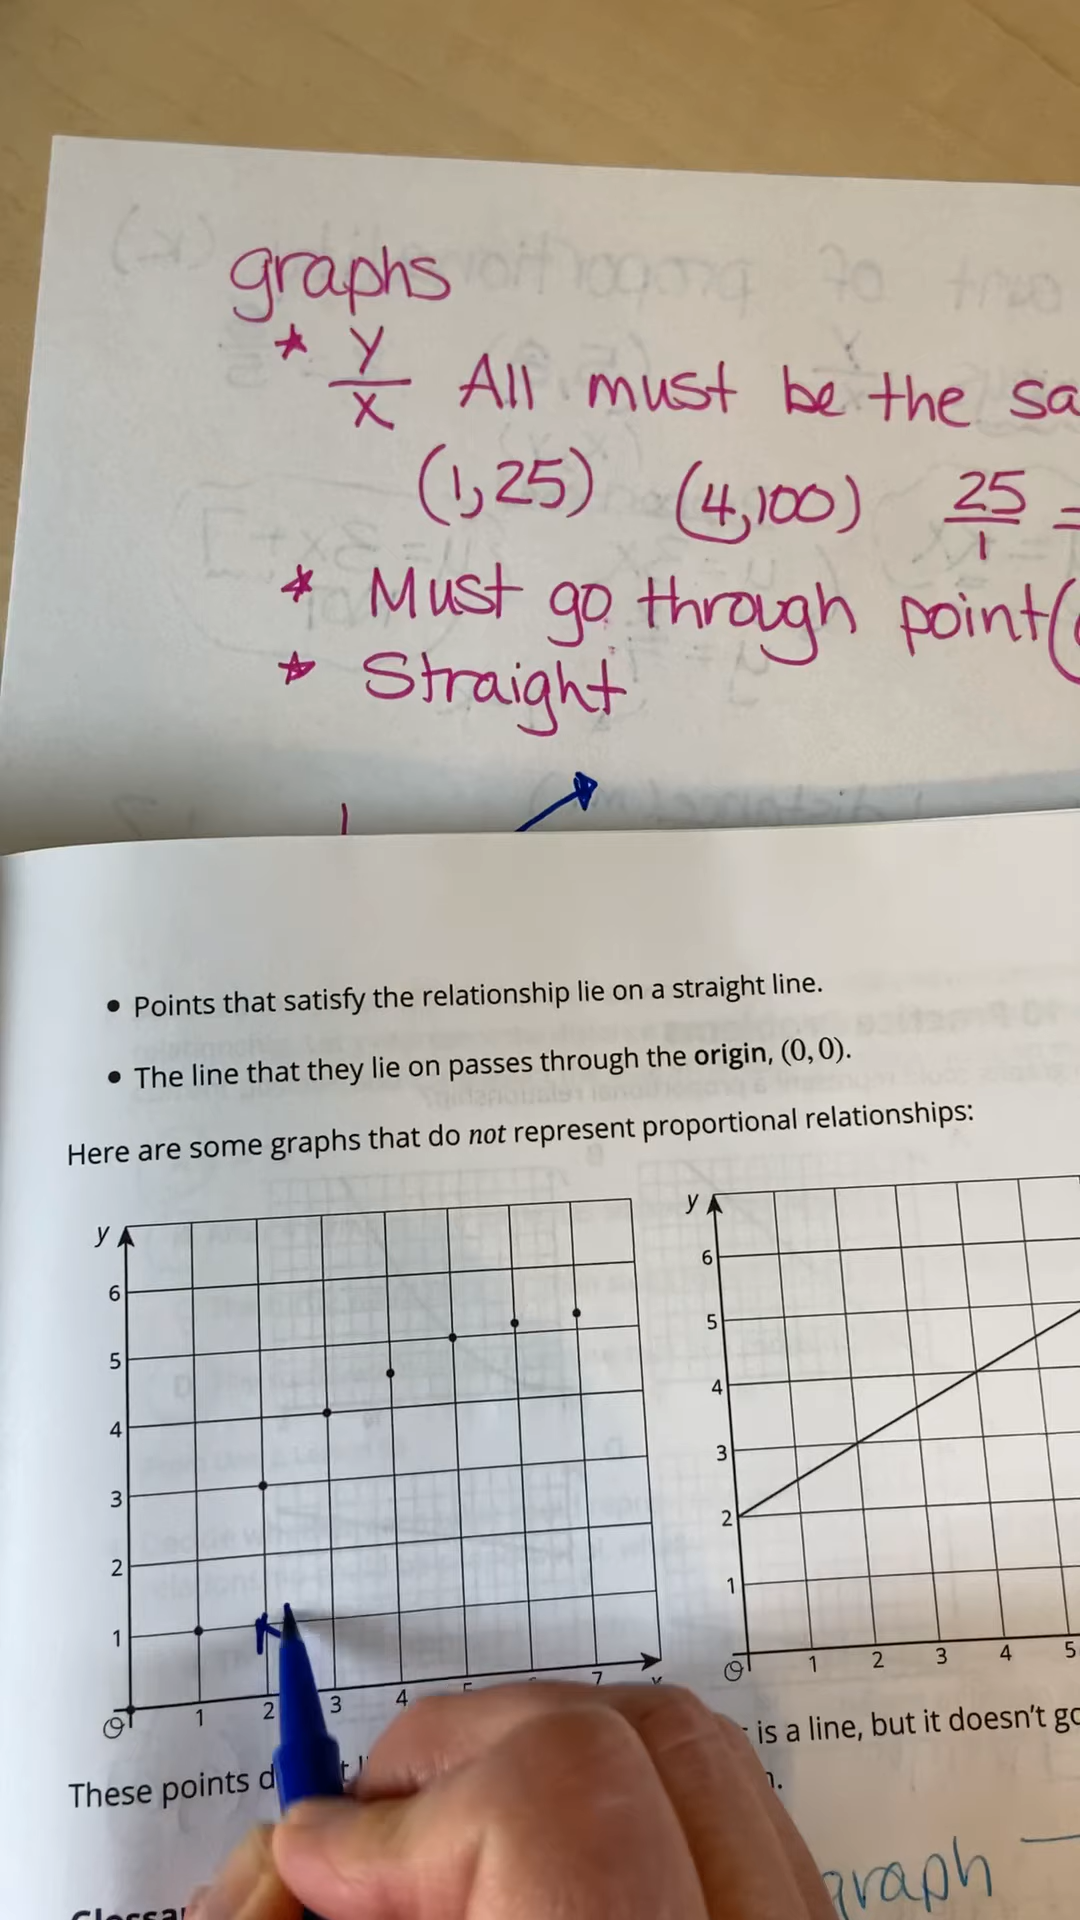 graphs
* y/x All must be the sa
(1,25) (4,100) 25/1 =
* Must go through point(
* Straight
• Points that satisfy the relationship lie on a straight line.
• The line that they lie on passes through the origin, (0, 0).
Here are some graphs that do not represent proportional relationships:
y
6
5
4
3
2
1
O 1 2 3 4 7
y
6
5
4
3
2
1
O 1 2 3 4 5
is a line, but it doesn't go
These points
graph